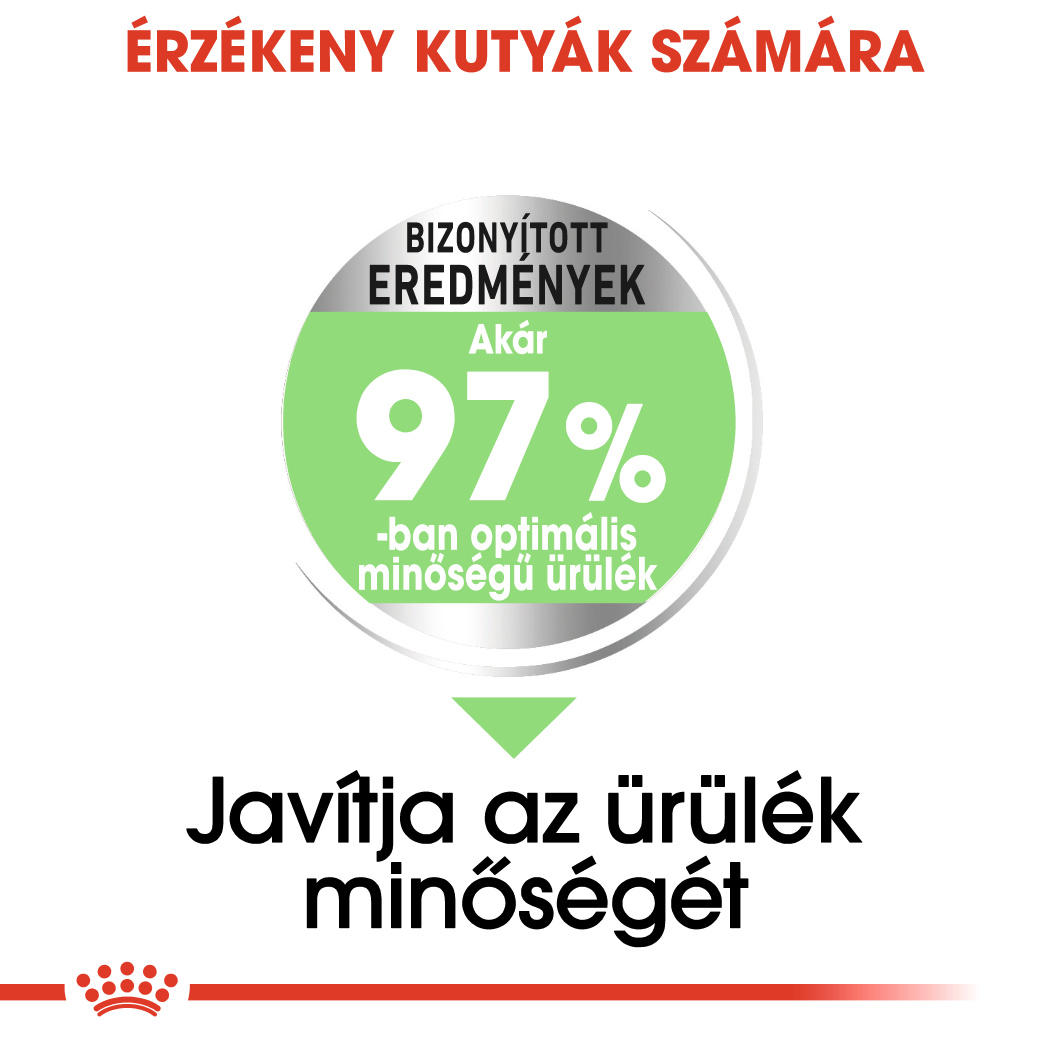 ÉRZÉKENY KUTYÁK SZÁMÁRA
BIZONYÍTOTT
EREDMÉNYEK
Akár
97%
-ban optimális
minőségű ürülék
Javítja az ürülék
minőségét